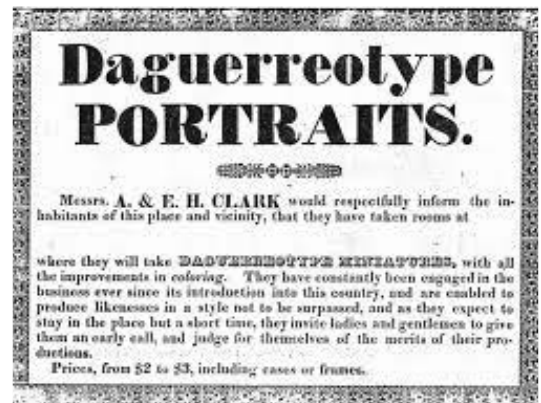 Daguerreotype
PORTRAITS.
Messrs. A. & E. H. CLARK would respectfully inform the in-
habitants of this place and vicinity, that they have taken rooms at
where they will take DAGUERREOTYPE MINIATURES, with all
the improvements in coloring. They have constantly been engaged in the
business ever since its introduction into this country, and are enabled to
produce likenesses in a style not to be surpassed, and as they expect to
stay in the place but a short time, they invite ladies and gentlemen to give
them an early call, and judge for themselves of the merits of their pro-
ductions.
Prices, from $2 to $3, including cases or frames.